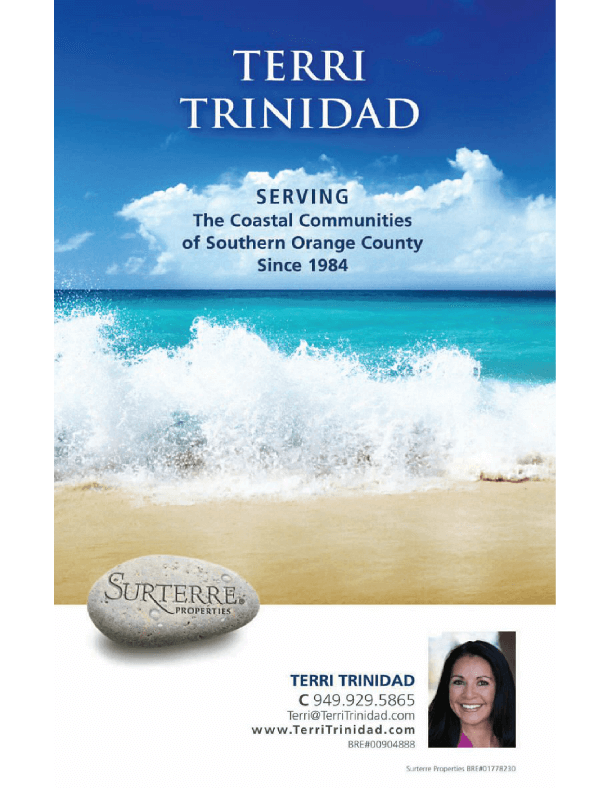 TERRI
TRINIDAD
SERVING
The Coastal Communities
of Southern Orange County
Since 1984
SURTERRE
PROPERTIES
TERRI TRINIDAD
C 949.929.5865
Terri@TerriTrinidad.com
www.TerriTrinidad.com
BRE#00904888
Surterre Properties BRE#01778230